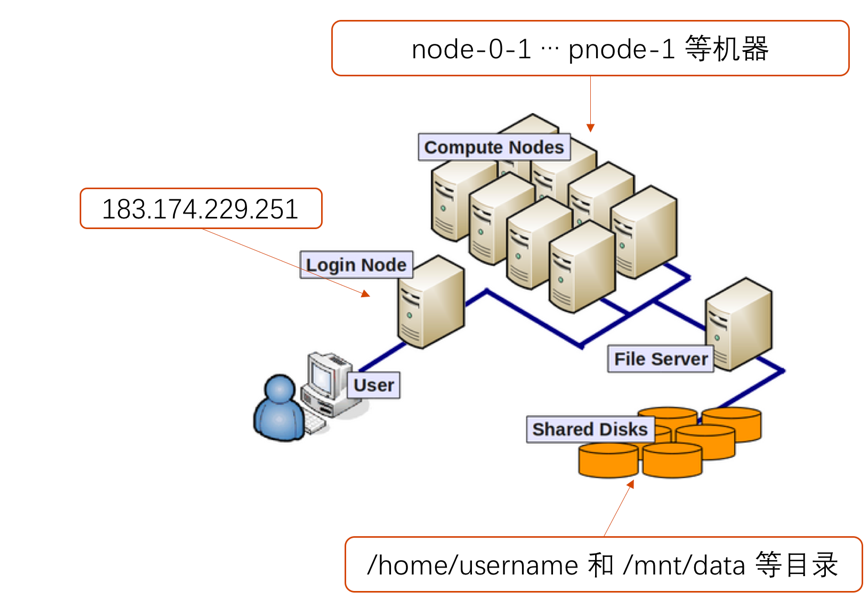 node-0-1 … pnode-1 等机器
Compute Nodes
183.174.229.251
Login Node
File Server
User
Shared Disks
/home/username 和 /mnt/data 等目录